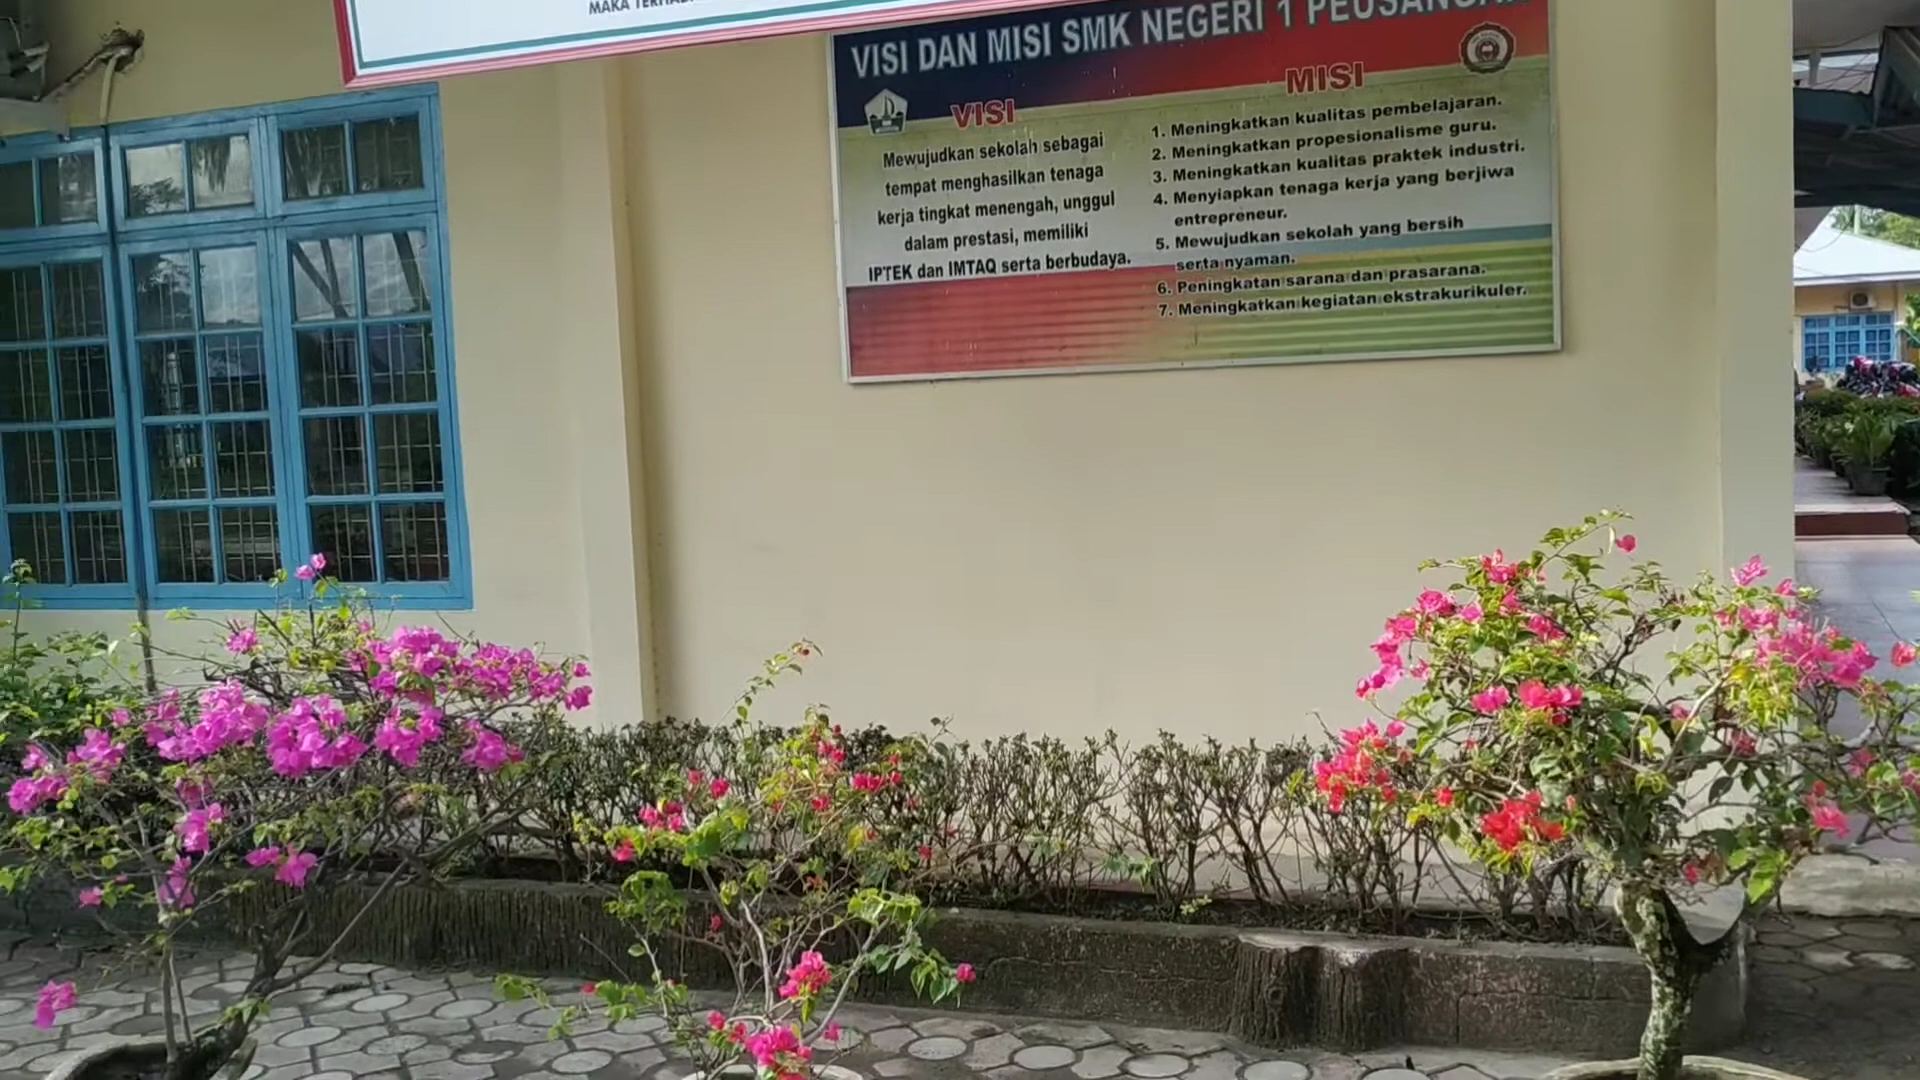 MAKA
VISI DAN MISI SMK NEGERI 1 PEUSANGAN
VISI
Mewujudkan sekolah sebagai
tempat menghasilkan tenaga
kerja tingkat menengah, unggul
dalam prestasi, memiliki
IPTEK dan IMTAQ serta berbudaya.
MISI
1. Meningkatkan kualitas pembelajaran.
2. Meningkatkan propesionalisme guru.
3. Meningkatkan kualitas praktek industri.
4. Menyiapkan tenaga kerja yang berjiwa
entrepreneur.
5. Mewujudkan sekolah yang bersih
serta nyaman.
6. Peningkatan sarana dan prasarana.
7. Meningkatkan kegiatan ekstrakurikuler.